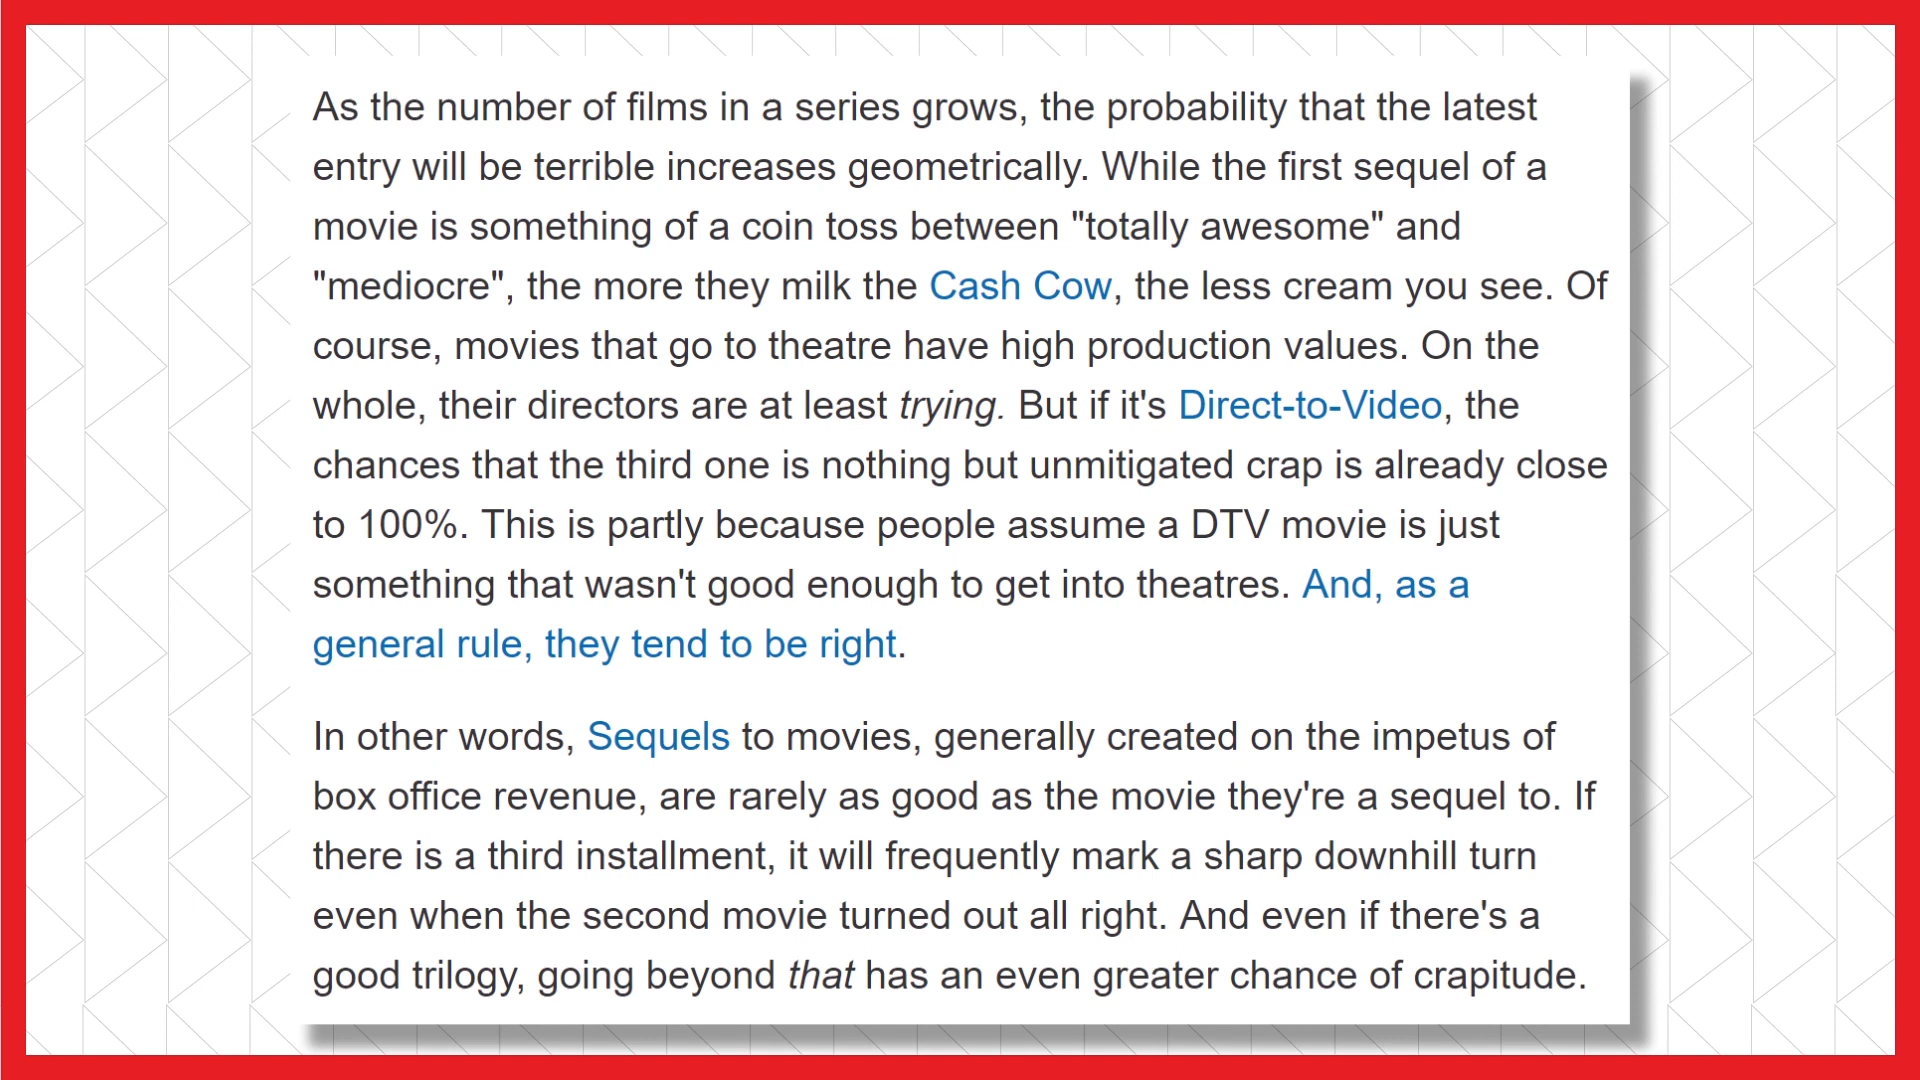 As the number of films in a series grows, the probability that the latest
entry will be terrible increases geometrically. While the first sequel of a
movie is something of a coin toss between "totally awesome" and
"mediocre", the more they milk the Cash Cow, the less cream you see. Of
course, movies that go to theatre have high production values. On the
whole, their directors are at least trying. But if it's Direct-to-Video, the
chances that the third one is nothing but unmitigated crap is already close
to 100%. This is partly because people assume a DTV movie is just
something that wasn't good enough to get into theatres. And, as a
general rule, they tend to be right.
In other words, Sequels to movies, generally created on the impetus of
box office revenue, are rarely as good as the movie they're a sequel to. If
there is a third installment, it will frequently mark a sharp downhill turn
even when the second movie turned out all right. And even if there's a
good trilogy, going beyond that has an even greater chance of crapitude.